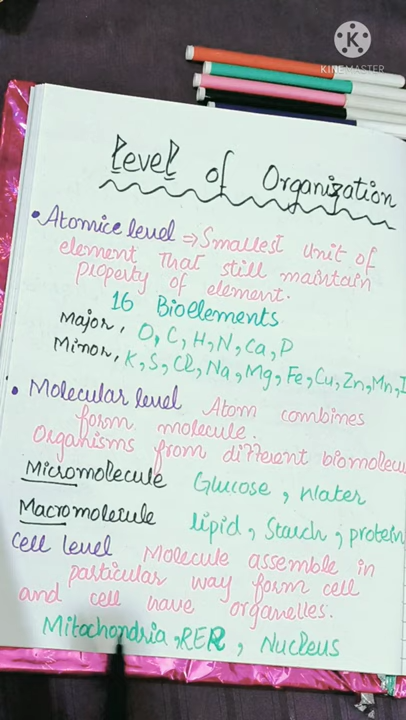 KINEMASTER
Level of Organization
• Atomice level ⇒ Smallest unit of
element That still maintain
property of element.
16 Bioelements
Major, O, C, H, N, Ca, P
Minor, K, S, Cl, Na, Mg, Fe, Cu, Zn, Mn, I
• Molecular level Atom combines
form molecule.
Organisms from different biomolecu
Micromolecule Glucose, Water
Macromolecule lipid, Starch, protein
Cell level Molecule assemble in
particular way form cell
and cell have organelles.
Mitochondria, RER, Nucleus